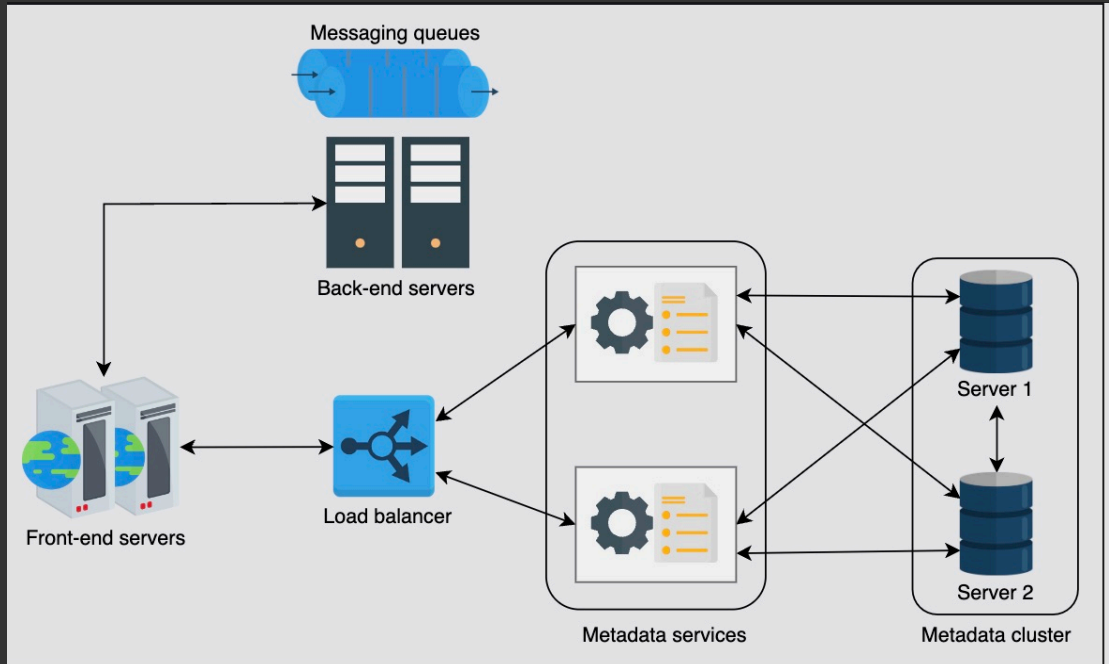 Messaging queues
Back-end servers
Front-end servers
Load balancer
Server 1
Server 2
Metadata services
Metadata cluster